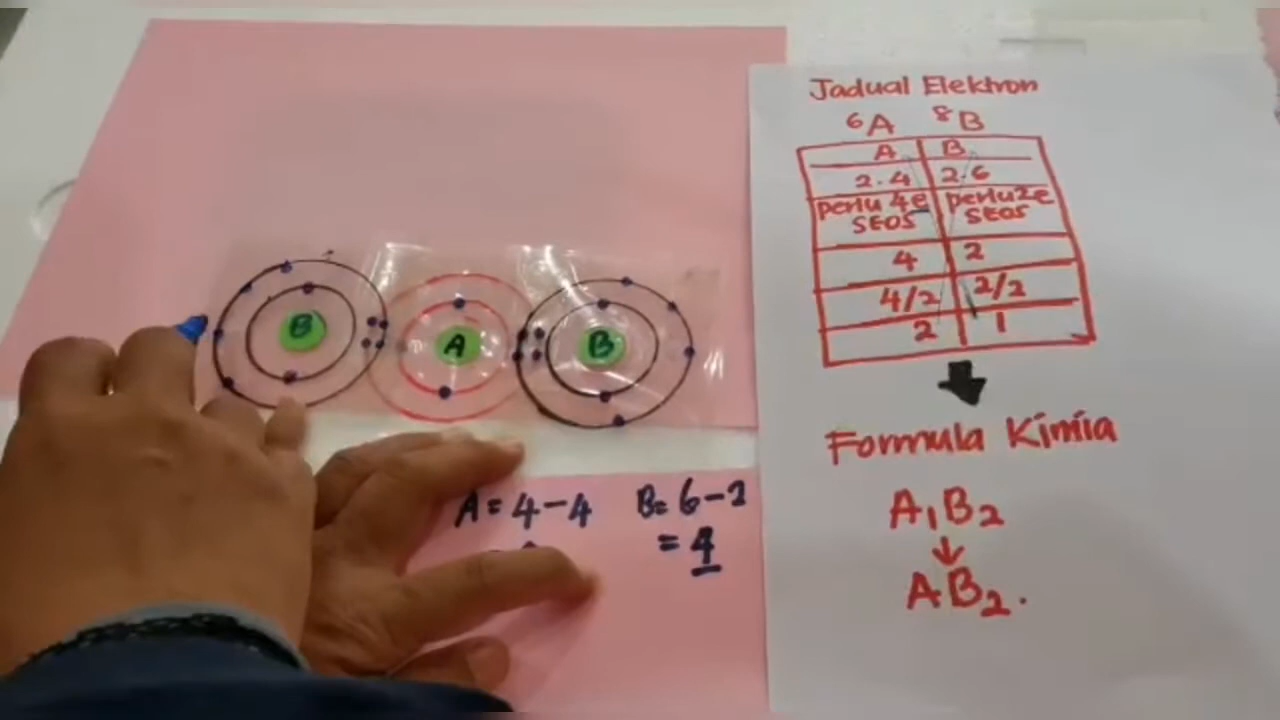 Jadual Elektron
6A 8B
A B
2.4 2.6
perlu 4e perlu 2e
SEOS SEOS
4 2
4/2 2/2
2 1
Formula Kimia
A1B2
AB2.
B A B
A = 4-4 B= 6-2
= 4